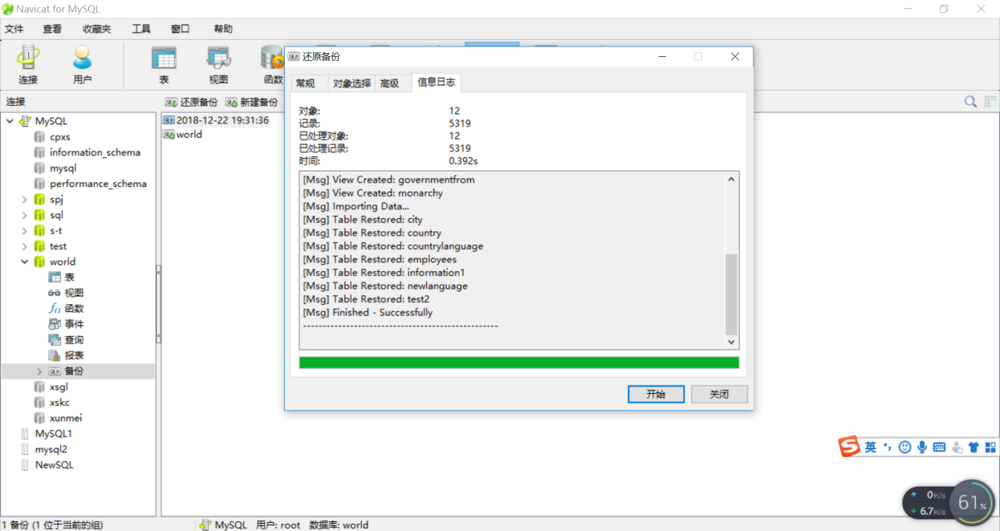 Navicat for MySQL
文件 查看 收藏夹 工具 窗口 帮助
连接 用户 表 视图 函数
还原备份
常规 对象选择 高级 信息日志
连接
还原备份 新建备份
MySQL
cpxs
information_schema
mysql
performance_schema
spj
sql
s-t
test
world
表
视图
函数
事件
查询
报表
备份
xsgl
xskc
xunmei
MySQL1
mysql2
NewSQL
2018-12-22 19:31:36
world
对象: 12
记录: 5319
已处理对象: 12
已处理记录: 5319
时间: 0.392s
[Msg] View Created: governmentfrom
[Msg] View Created: monarchy
[Msg] Importing Data...
[Msg] Table Restored: city
[Msg] Table Restored: country
[Msg] Table Restored: countrylanguage
[Msg] Table Restored: employees
[Msg] Table Restored: information1
[Msg] Table Restored: newlanguage
[Msg] Table Restored: test2
[Msg] Finished - Successfully
--------------------------------------------------
开始 关闭
英
0K/s
6.7K/s
61%
1 备份 (1 位于当前的组) MySQL 用户: root 数据库: world